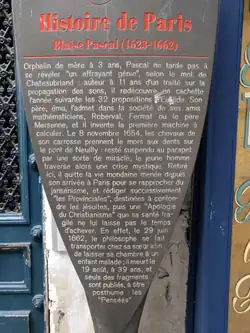 Histoire de Paris
Blaise Pascal (1623-1662)
Orphelin de mère à 3 ans, Pascal ne tarde pas à
se révéler "un effrayant génie", selon le mot de
Chateaubriand : auteur à 11 ans d'un traité sur la
propagation des sons, il redécouvre en cachette
l'année suivante les 32 propositions d'Euclide. Son
père, ému, l'admet dans la société de ses amis
mathématiciens, Roberval, Fermat ou le père
Mersenne, et il invente la première machine à
calculer. Le 8 novembre 1654, les chevaux de
son carrosse prennent le mors aux dents sur
le pont de Neuilly : resté suspendu au parapet
par une sorte de miracle, le jeune homme
traverse alors une crise mystique. Retiré
ici, il quitte la vie mondaine menée depuis
son arrivée à Paris pour se rapprocher du
jansénisme, et rédiger successivement
"les Provinciales", destinées à confon-
dre les jésuites, puis une "Apologie
du Christianisme" que sa santé fra-
gile ne lui laisse pas le temps
d'achever. En effet, le 29 juin
1662, le philosophe se fait
transporter chez sa sœur afin
de laisser sa chambre à un
enfant malade ; il meurt le
19 août, à 39 ans, et
seuls des fragments
sont publiés, à titre
posthume : les
"Pensées"